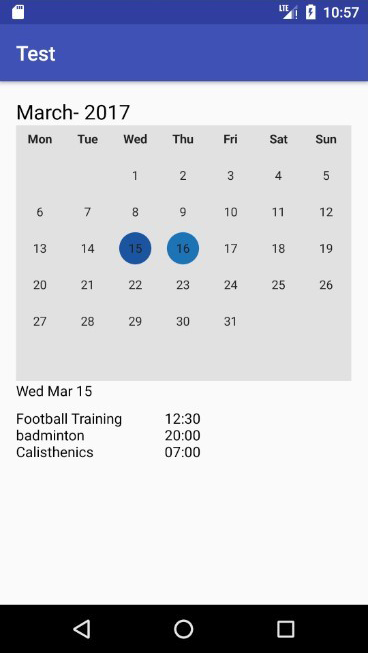 LTE 10:57
Test
March- 2017
Mon Tue Wed Thu Fri Sat Sun
1 2 3 4 5
6 7 8 9 10 11 12
13 14 15 16 17 18 19
20 21 22 23 24 25 26
27 28 29 30 31
Wed Mar 15
Football Training 12:30
badminton 20:00
Calisthenics 07:00